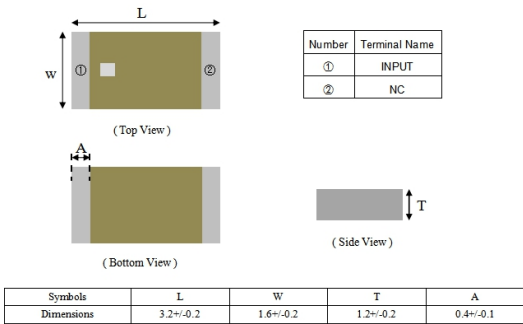 L
Number Terminal Name
W ① ②
① INPUT
② NC
( Top View )
A
T
( Side View )
( Bottom View )
Symbols L W T A
Dimensions 3.2+/-0.2 1.6+/-0.2 1.2+/-0.2 0.4+/-0.1